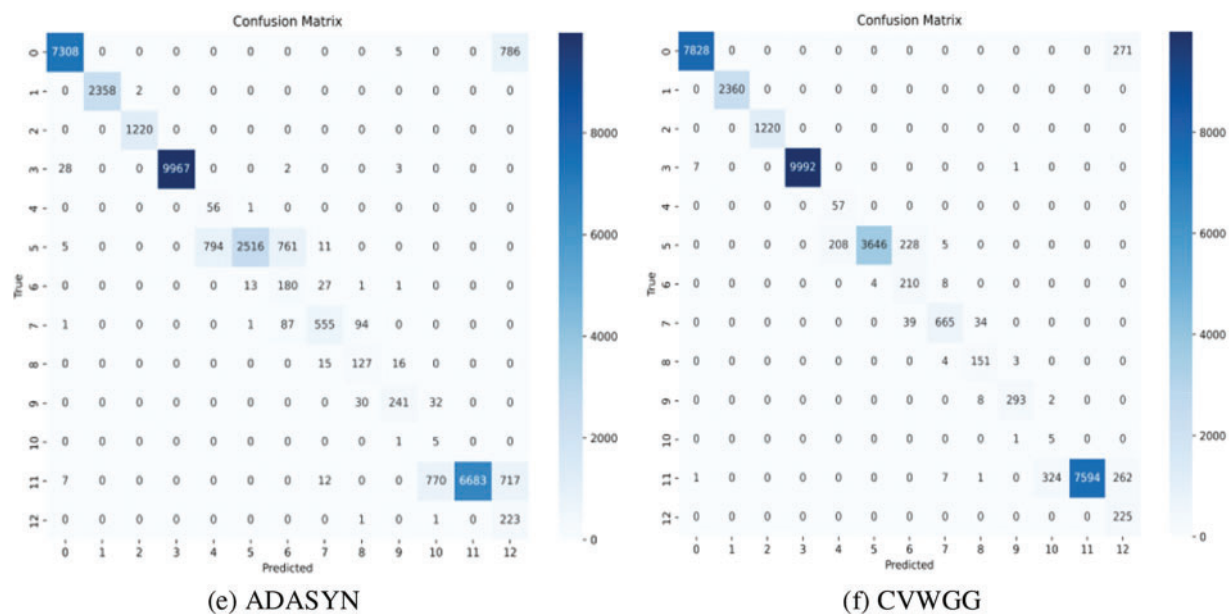 Confusion Matrix
0 7308 0 0 0 0 0 0 0 0 5 0 0 786
1 0 2358 2 0 0 0 0 0 0 0 0 0 0
2 0 0 1220 0 0 0 0 0 0 0 0 0 0
3 28 0 0 9967 0 0 2 0 0 3 0 0 0
4 0 0 0 0 56 1 0 0 0 0 0 0 0
5 5 0 0 0 794 2516 761 11 0 0 0 0 0
6 0 0 0 0 0 13 180 27 1 1 0 0 0
7 1 0 0 0 0 1 87 555 94 0 0 0 0
8 0 0 0 0 0 0 0 15 127 16 0 0 0
9 0 0 0 0 0 0 0 0 30 241 32 0 0
10 0 0 0 0 0 0 0 0 0 1 5 0 0
11 7 0 0 0 0 0 0 12 0 0 770 6683 717
12 0 0 0 0 0 0 0 0 1 0 1 0 223
0 1 2 3 4 5 6 7 8 9 10 11 12
True
Predicted
8000
6000
4000
2000
0
(e) ADASYN
Confusion Matrix
0 7828 0 0 0 0 0 0 0 0 0 0 0 271
1 0 2360 0 0 0 0 0 0 0 0 0 0 0
2 0 0 1220 0 0 0 0 0 0 0 0 0 0
3 7 0 0 9992 0 0 0 0 0 1 0 0 0
4 0 0 0 0 57 0 0 0 0 0 0 0 0
5 0 0 0 0 208 3646 228 5 0 0 0 0 0
6 0 0 0 0 0 4 210 8 0 0 0 0 0
7 0 0 0 0 0 0 39 665 34 0 0 0 0
8 0 0 0 0 0 0 0 4 151 3 0 0 0
9 0 0 0 0 0 0 0 0 8 293 2 0 0
10 0 0 0 0 0 0 0 0 0 1 5 0 0
11 1 0 0 0 0 0 0 7 1 0 324 7594 262
12 0 0 0 0 0 0 0 0 0 0 0 0 225
0 1 2 3 4 5 6 7 8 9 10 11 12
True
Predicted
8000
6000
4000
2000
0
(f) CVWGG